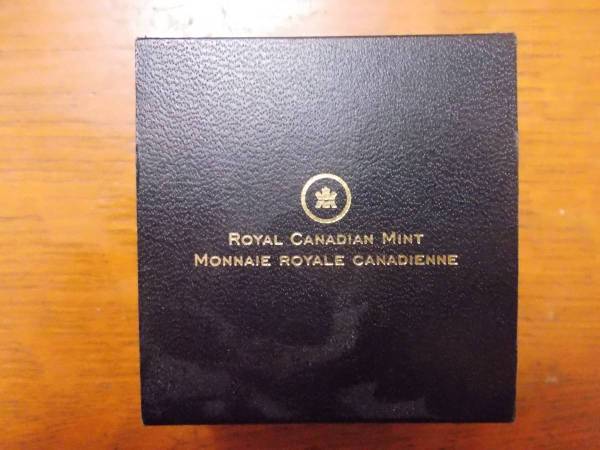 ROYAL CANADIAN MINT
MONNAIE ROYALE CANADIENNE